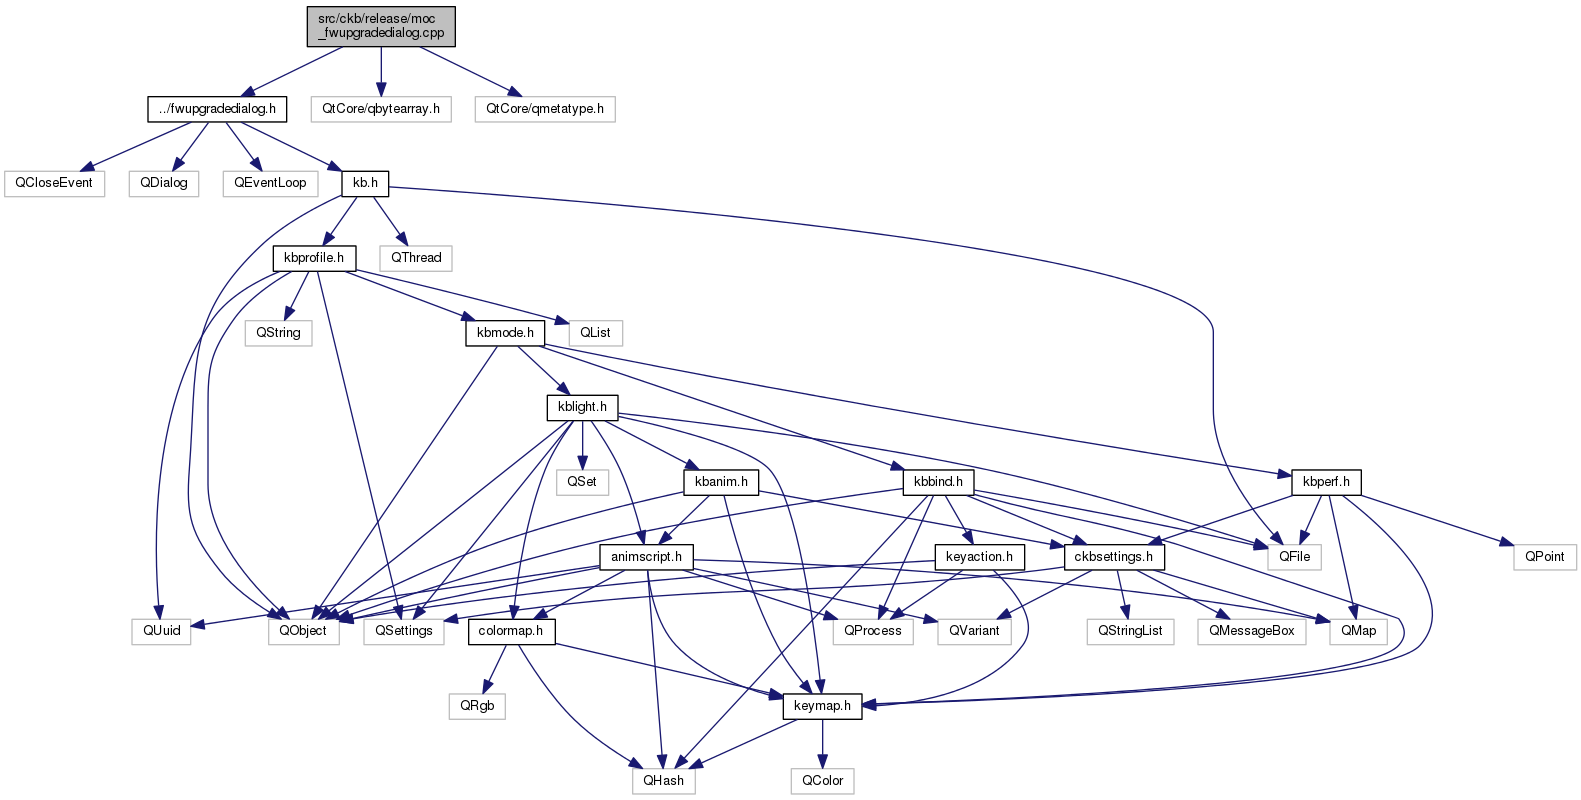 src/ckb/release/moc
_fwupgradedialog.cpp
../fwupgradedialog.h
QtCore/qbytearray.h
QtCore/qmetatype.h
QCloseEvent
QDialog
QEventLoop
kb.h
kbprofile.h
QThread
QString
kbmode.h
QList
kblight.h
QSet
kbanim.h
kbbind.h
kbperf.h
animscript.h
keyaction.h
ckbsettings.h
QFile
QPoint
QUuid
QObject
QSettings
colormap.h
QProcess
QVariant
QStringList
QMessageBox
QMap
QRgb
keymap.h
QHash
QColor